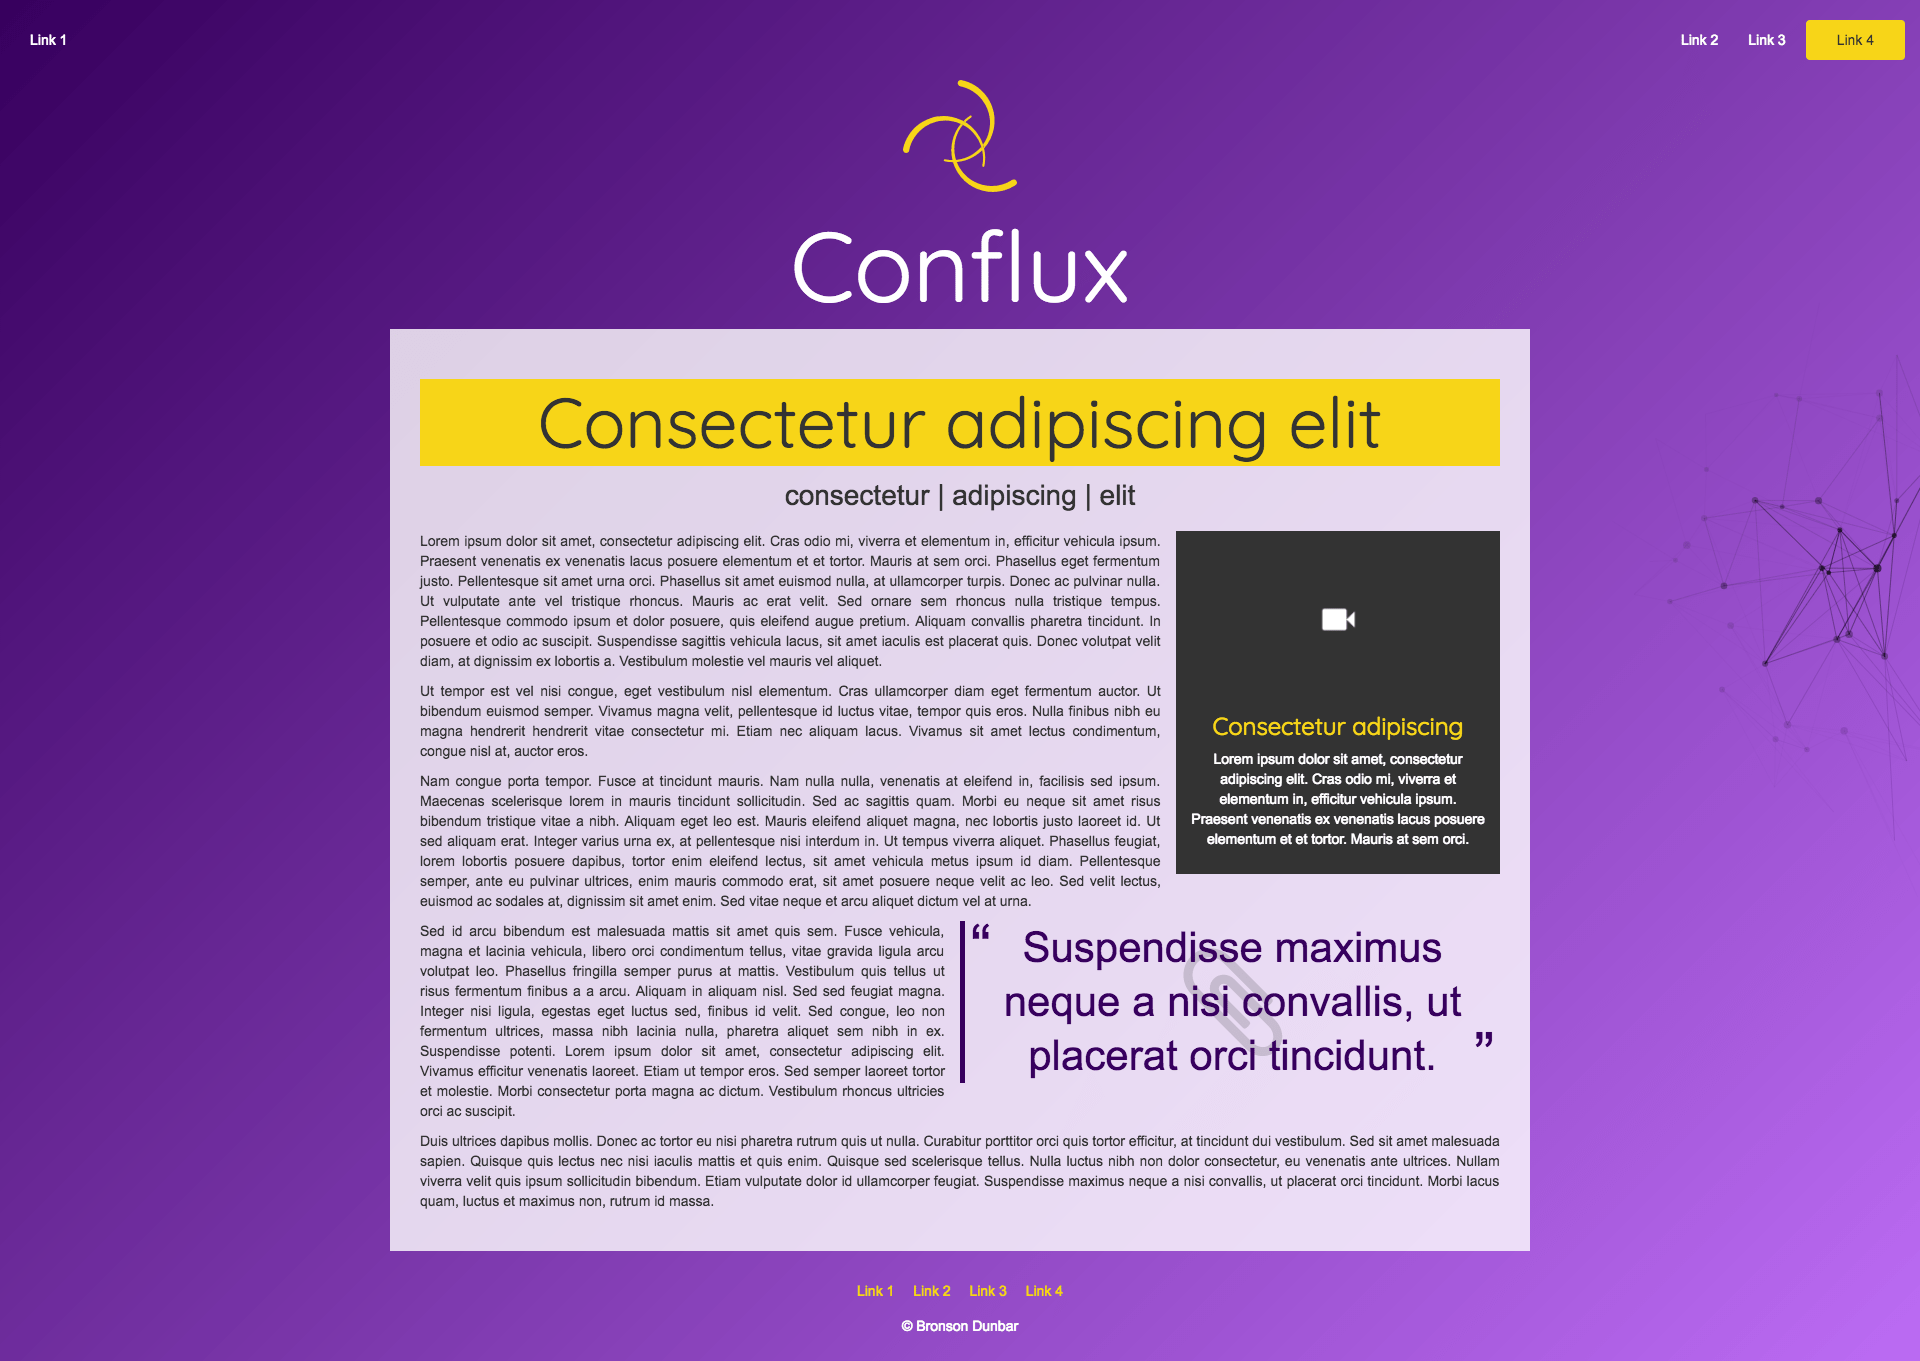 Link 1
Link 2
Link 3
Link 4
Conflux
Consectetur adipiscing elit
consectetur | adipiscing | elit
Lorem ipsum dolor sit amet, consectetur adipiscing elit. Cras odio mi, viverra et elementum in, efficitur vehicula ipsum.
Praesent venenatis ex venenatis lacus posuere elementum et et tortor. Mauris at sem orci. Phasellus eget fermentum
justo. Pellentesque sit amet urna orci. Phasellus sit amet euismod nulla, at ullamcorper turpis. Donec ac pulvinar nulla.
Ut vulputate ante vel tristique rhoncus. Mauris ac erat velit. Sed ornare sem rhoncus nulla tristique tempus.
Pellentesque commodo ipsum et dolor posuere, quis eleifend augue pretium. Aliquam convallis pharetra tincidunt. In
posuere et odio ac suscipit. Suspendisse sagittis vehicula lacus, sit amet iaculis est placerat quis. Donec volutpat velit
diam, at dignissim ex lobortis a. Vestibulum molestie vel mauris vel aliquet.
Ut tempor est vel nisi congue, eget vestibulum nisl elementum. Cras ullamcorper diam eget fermentum auctor. Ut
bibendum euismod semper. Vivamus magna velit, pellentesque id luctus vitae, tempor quis eros. Nulla finibus nibh eu
magna hendrerit hendrerit vitae consectetur mi. Etiam nec aliquam lacus. Vivamus sit amet lectus condimentum,
congue nisl at, auctor eros.
Nam congue porta tempor. Fusce at tincidunt mauris. Nam nulla nulla, venenatis at eleifend in, facilisis sed ipsum.
Maecenas scelerisque lorem in mauris tincidunt sollicitudin. Sed ac sagittis quam. Morbi eu neque sit amet risus
bibendum tristique vitae a nibh. Aliquam eget leo est. Mauris eleifend aliquet magna, nec lobortis justo laoreet id. Ut
sed aliquam erat. Integer varius urna ex, at pellentesque nisi interdum in. Ut tempus viverra aliquet. Phasellus feugiat,
lorem lobortis posuere dapibus, tortor enim eleifend lectus, sit amet vehicula metus ipsum id diam. Pellentesque
semper, ante eu pulvinar ultrices, enim mauris commodo erat, sit amet posuere neque velit ac leo. Sed velit lectus,
euismod ac sodales at, dignissim sit amet enim. Sed vitae neque et arcu aliquet dictum vel at urna.
Consectetur adipiscing
Lorem ipsum dolor sit amet, consectetur
adipiscing elit. Cras odio mi, viverra et
elementum in, efficitur vehicula ipsum.
Praesent venenatis ex venenatis lacus posuere
elementum et et tortor. Mauris at sem orci.
Sed id arcu bibendum est malesuada mattis sit amet quis sem. Fusce vehicula,
magna et lacinia vehicula, libero orci condimentum tellus, vitae gravida ligula arcu
volutpat leo. Phasellus fringilla semper purus at mattis. Vestibulum quis tellus ut
risus fermentum finibus a a arcu. Aliquam in aliquam nisl. Sed sed feugiat magna.
Integer nisi ligula, egestas eget luctus sed, finibus id velit. Sed congue, leo non
fermentum ultrices, massa nibh lacinia nulla, pharetra aliquet sem nibh in ex.
Suspendisse potenti. Lorem ipsum dolor sit amet, consectetur adipiscing elit.
Vivamus efficitur venenatis laoreet. Etiam ut tempor eros. Sed semper laoreet tortor
et molestie. Morbi consectetur porta magna ac dictum. Vestibulum rhoncus ultricies
orci ac suscipit.
“ Suspendisse maximus
neque a nisi convallis, ut
placerat orci tincidunt. ”
Duis ultrices dapibus mollis. Donec ac tortor eu nisi pharetra rutrum quis ut nulla. Curabitur porttitor orci quis tortor efficitur, at tincidunt dui vestibulum. Sed sit amet malesuada
sapien. Quisque quis lectus nec nisi iaculis mattis et quis enim. Quisque sed scelerisque tellus. Nulla luctus nibh non dolor consectetur, eu venenatis ante ultrices. Nullam
viverra velit quis ipsum sollicitudin bibendum. Etiam vulputate dolor id ullamcorper feugiat. Suspendisse maximus neque a nisi convallis, ut placerat orci tincidunt. Morbi lacus
quam, luctus et maximus non, rutrum id massa.
Link 1 Link 2 Link 3 Link 4
© Bronson Dunbar